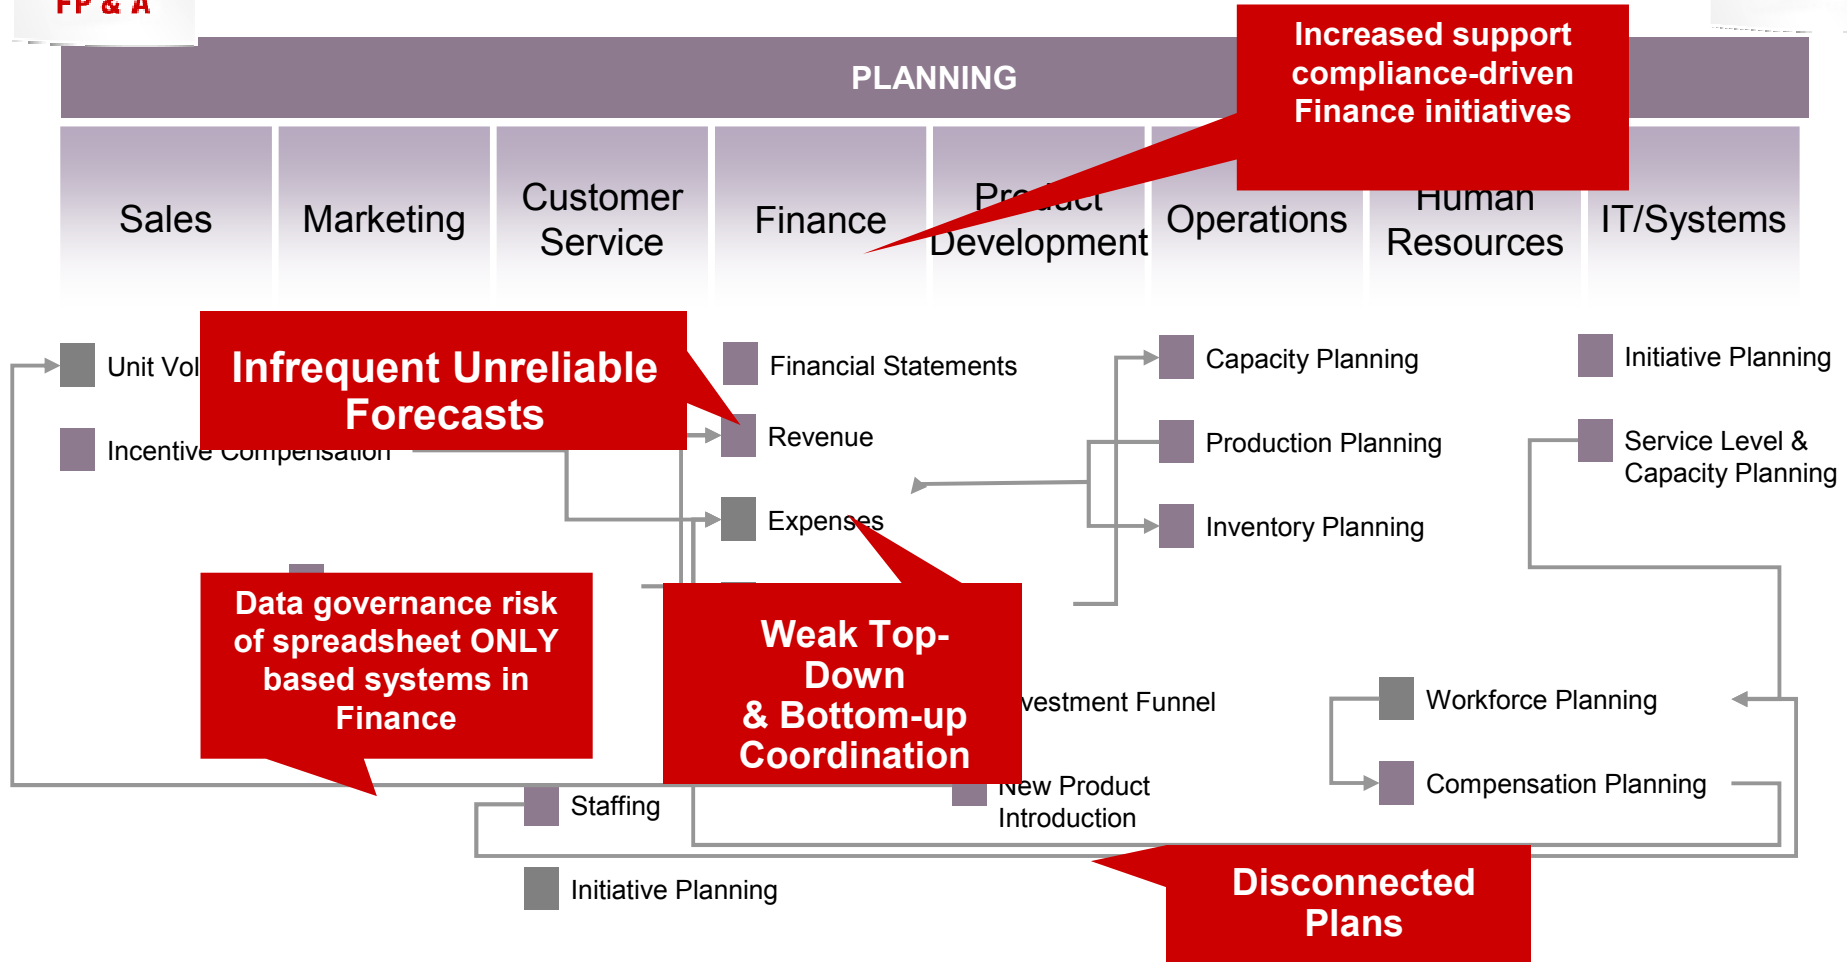 FP & A
PLANNING
Increased support
compliance-driven
Finance initiatives
Sales
Marketing
Customer
Service
Finance
Product
Development
Operations
Human
Resources
IT/Systems
Unit Vol
Incentive Compensation
Infrequent Unreliable
Forecasts
Financial Statements
Revenue
Expenses
Capacity Planning
Production Planning
Inventory Planning
Initiative Planning
Service Level &
Capacity Planning
Data governance risk
of spreadsheet ONLY
based systems in
Finance
Weak Top-
Down
& Bottom-up
Coordination
vestment Funnel
New Product
Introduction
Workforce Planning
Compensation Planning
Staffing
Initiative Planning
Disconnected
Plans